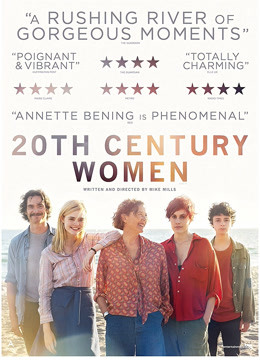 "A RUSHING RIVER OF
GORGEOUS MOMENTS"
"POIGNANT
& VIBRANT"
"TOTALLY
CHARMING"
"ANNETTE BENING IS PHENOMENAL"
20TH CENTURY
WOMEN
WRITTEN AND DIRECTED BY MIKE MILLS